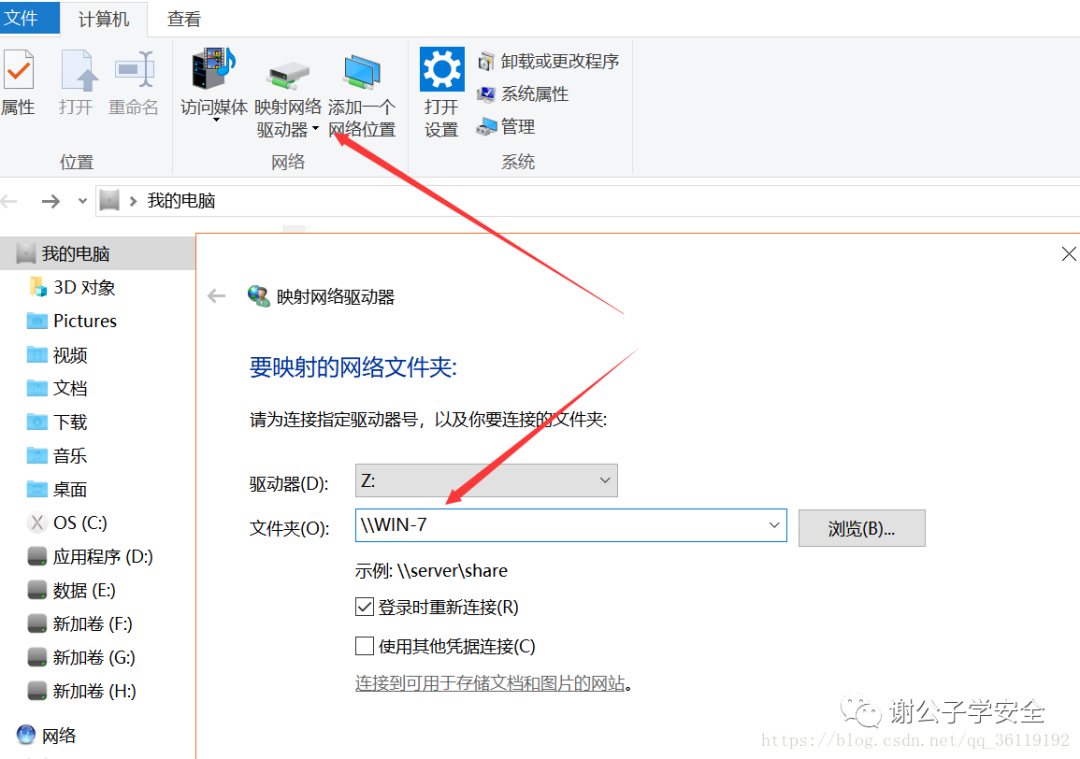 文件 计算机 查看
属性 打开 重命名 访问媒体 映射网络 驱动器 添加一个 网络位置 打开 设置 卸载或更改程序
系统属性
管理
位置 网络 系统
我的电脑
我的电脑
3D 对象
Pictures
视频
文档
下载
音乐
桌面
OS (C:)
应用程序 (D:)
数据 (E:)
新加卷 (F:)
新加卷 (G:)
新加卷 (H:)
网络
映射网络驱动器
要映射的网络文件夹:
请为连接指定驱动器号，以及你要连接的文件夹:
驱动器(D): Z:
文件夹(O): \\WIN-7 浏览(B)...
示例: \\server\share
登录时重新连接(R)
使用其他凭据连接(C)
连接到可用于存储文档和图片的网站。
谢公子学安全
https://blog.csdn.net/qq_36119192